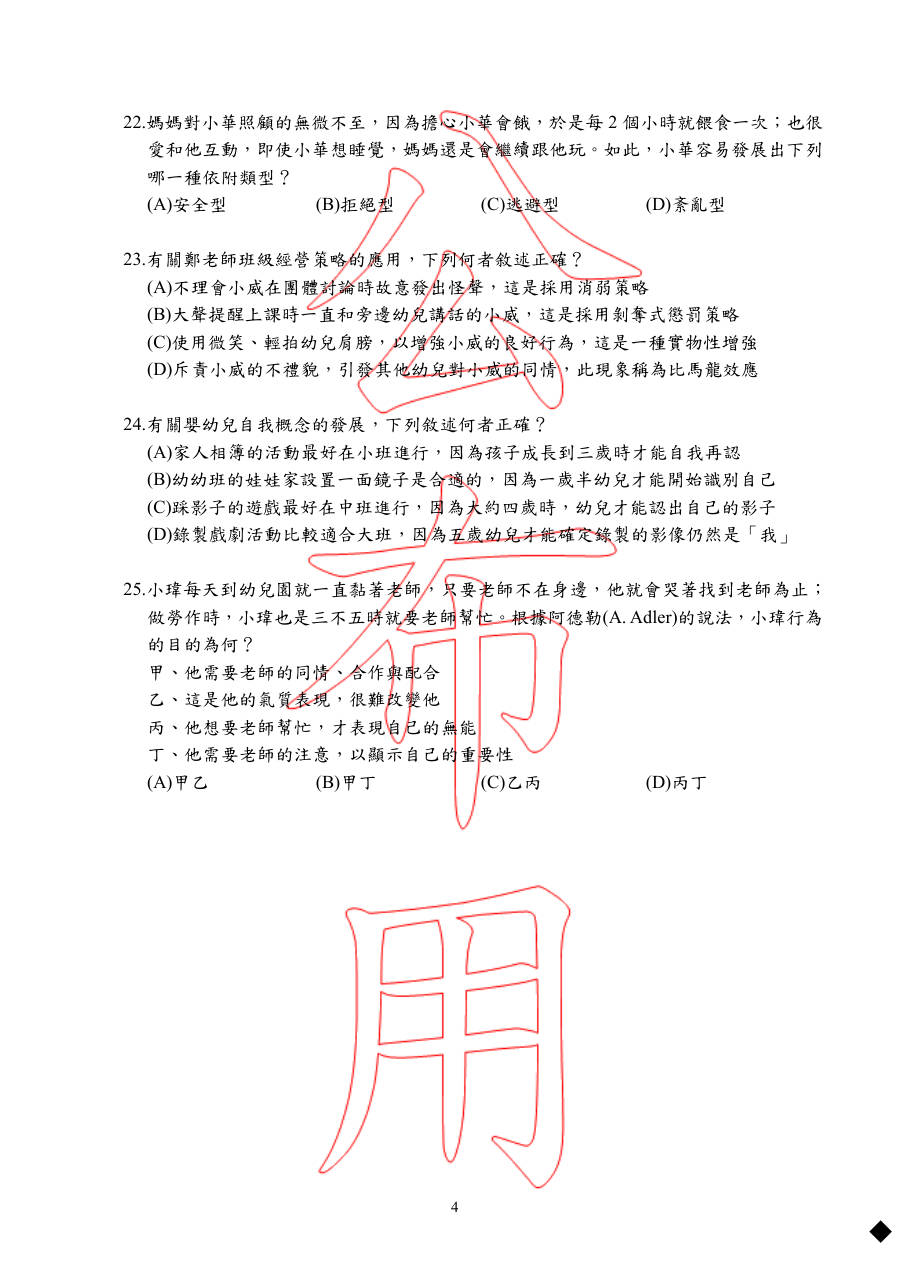 22.媽媽對小華照顧的無微不至，因為擔心小華會餓，於是每 2 個小時就餵食一次；也很
愛和他互動，即使小華想睡覺，媽媽還是會繼續跟他玩。如此，小華容易發展出下列
哪一種依附類型？
(A)安全型 (B)拒絕型 (C)逃避型 (D)紊亂型
23.有關鄭老師班級經營策略的應用，下列何者敘述正確？
(A)不理會小威在團體討論時故意發出怪聲，這是採用消弱策略
(B)大聲提醒上課時一直和旁邊幼兒講話的小威，這是採用剝奪式懲罰策略
(C)使用微笑、輕拍幼兒肩膀，以增強小威的良好行為，這是一種實物性增強
(D)斥責小威的不禮貌，引發其他幼兒對小威的同情，此現象稱為比馬龍效應
24.有關嬰幼兒自我概念的發展，下列敘述何者正確？
(A)家人相簿的活動最好在小班進行，因為孩子成長到三歲時才能自我再認
(B)幼幼班的娃娃家設置一面鏡子是合適的，因為一歲半幼兒才能開始識別自己
(C)踩影子的遊戲最好在中班進行，因為大約四歲時，幼兒才能認出自己的影子
(D)錄製戲劇活動比較適合大班，因為五歲幼兒才能確定錄製的影像仍然是「我」
25.小瑋每天到幼兒園就一直黏著老師，只要老師不在身邊，他就會哭著找到老師為止；
做勞作時，小瑋也是三不五時就要老師幫忙。根據阿德勒(A. Adler)的說法，小瑋行為
的目的為何？
甲、他需要老師的同情、合作與配合
乙、這是他的氣質表現，很難改變他
丙、他想要老師幫忙，才表現自己的無能
丁、他需要老師的注意，以顯示自己的重要性
(A)甲乙 (B)甲丁 (C)乙丙 (D)丙丁
公
布
用
4